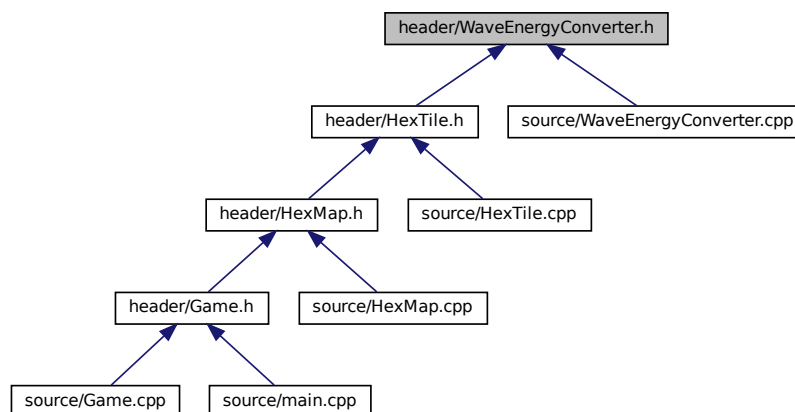 header/WaveEnergyConverter.h
header/HexTile.h
source/WaveEnergyConverter.cpp
header/HexMap.h
source/HexTile.cpp
header/Game.h
source/HexMap.cpp
source/Game.cpp
source/main.cpp